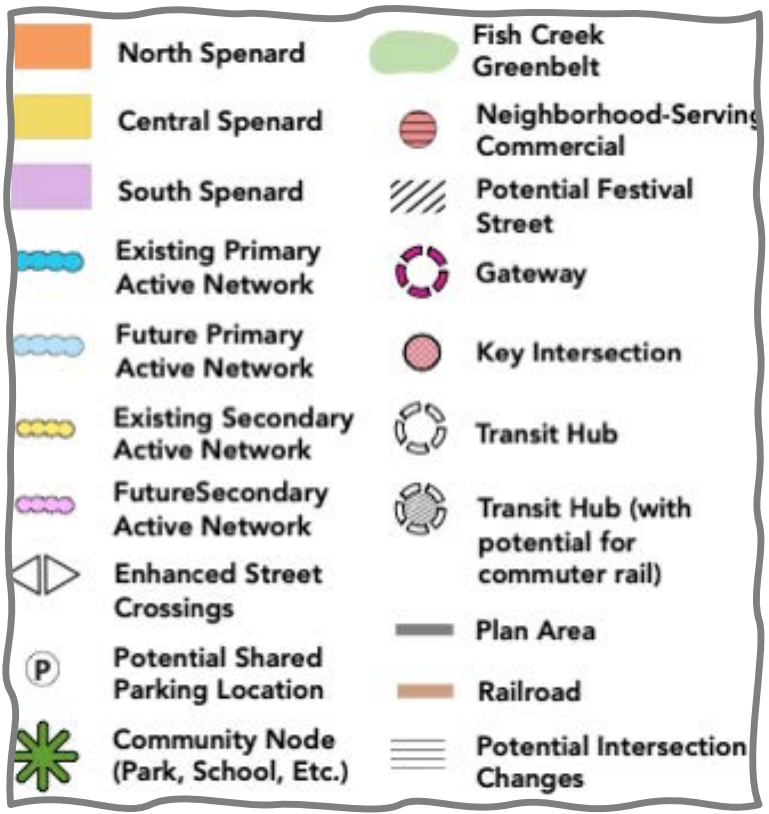 North Spenard
Central Spenard
South Spenard
Existing Primary
Active Network
Future Primary
Active Network
Existing Secondary
Active Network
FutureSecondary
Active Network
Enhanced Street
Crossings
P
Potential Shared
Parking Location
Community Node
(Park, School, Etc.)
Fish Creek
Greenbelt
Neighborhood-Serving
Commercial
Potential Festival
Street
Gateway
Key Intersection
Transit Hub
Transit Hub (with
potential for
commuter rail)
Plan Area
Railroad
Potential Intersection
Changes